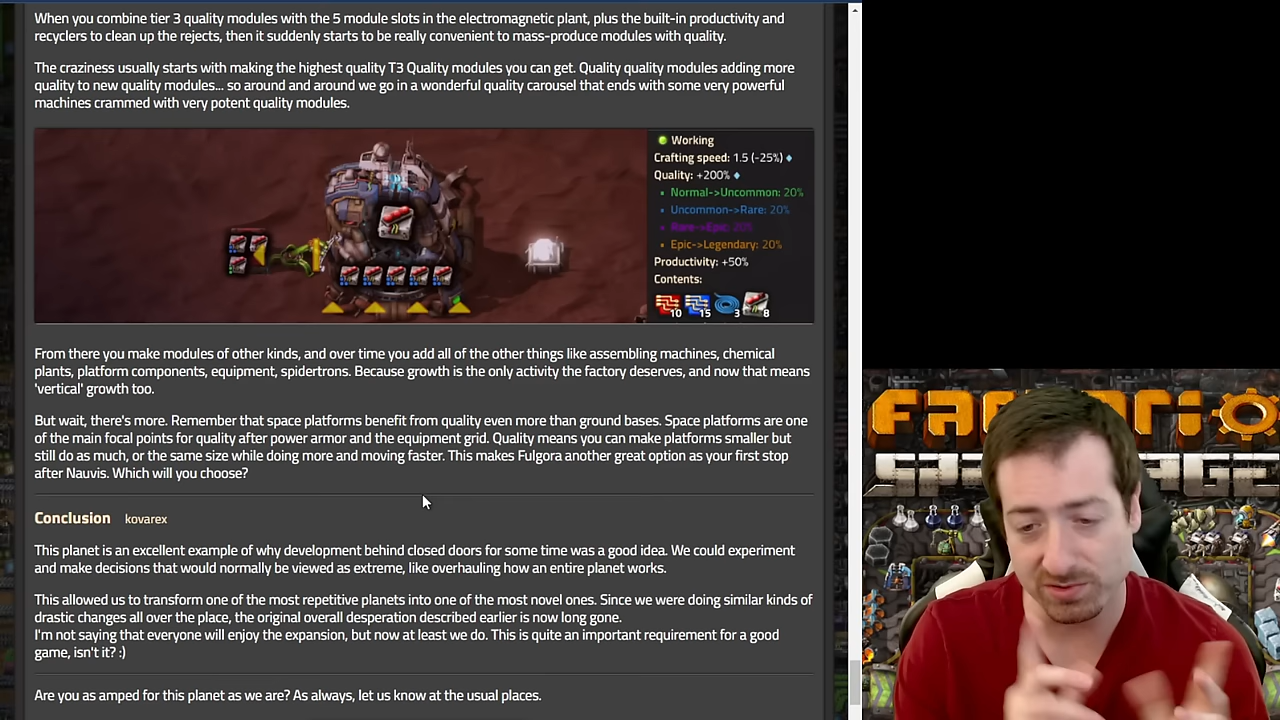 When you combine tier 3 quality modules with the 5 module slots in the electromagnetic plant, plus the built-in productivity and
recyclers to clean up the rejects, then it suddenly starts to be really convenient to mass-produce modules with quality.
The craziness usually starts with making the highest quality T3 Quality modules you can get. Quality quality modules adding more
quality to new quality modules... so around and around we go in a wonderful quality carousel that ends with some very powerful
machines crammed with very potent quality modules.
Working
Crafting speed: 1.5 (-25%)
Quality: +200%
Normal->Uncommon: 20%
Uncommon->Rare: 20%
Rare->Epic: 20%
Epic->Legendary: 20%
Productivity: +50%
Contents:
10 15 3 8
From there you make modules of other kinds, and over time you add all of the other things like assembling machines, chemical
plants, platform components, equipment, spidertrons. Because growth is the only activity the factory deserves, and now that means
'vertical' growth too.
But wait, there's more. Remember that space platforms benefit from quality even more than ground bases. Space platforms are one
of the main focal points for quality after power armor and the equipment grid. Quality means you can make platforms smaller but
still do as much, or the same size while doing more and moving faster. This makes Fulgora another great option as your first stop
after Nauvis. Which will you choose?
Conclusion kovarex
This planet is an excellent example of why development behind closed doors for some time was a good idea. We could experiment
and make decisions that would normally be viewed as extreme, like overhauling how an entire planet works.
This allowed us to transform one of the most repetitive planets into one of the most novel ones. Since we were doing similar kinds of
drastic changes all over the place, the original overall desperation described earlier is now long gone.
I'm not saying that everyone will enjoy the expansion, but now at least we do. This is quite an important requirement for a good
game, isn't it? :)
Are you as amped for this planet as we are? As always, let us know at the usual places.